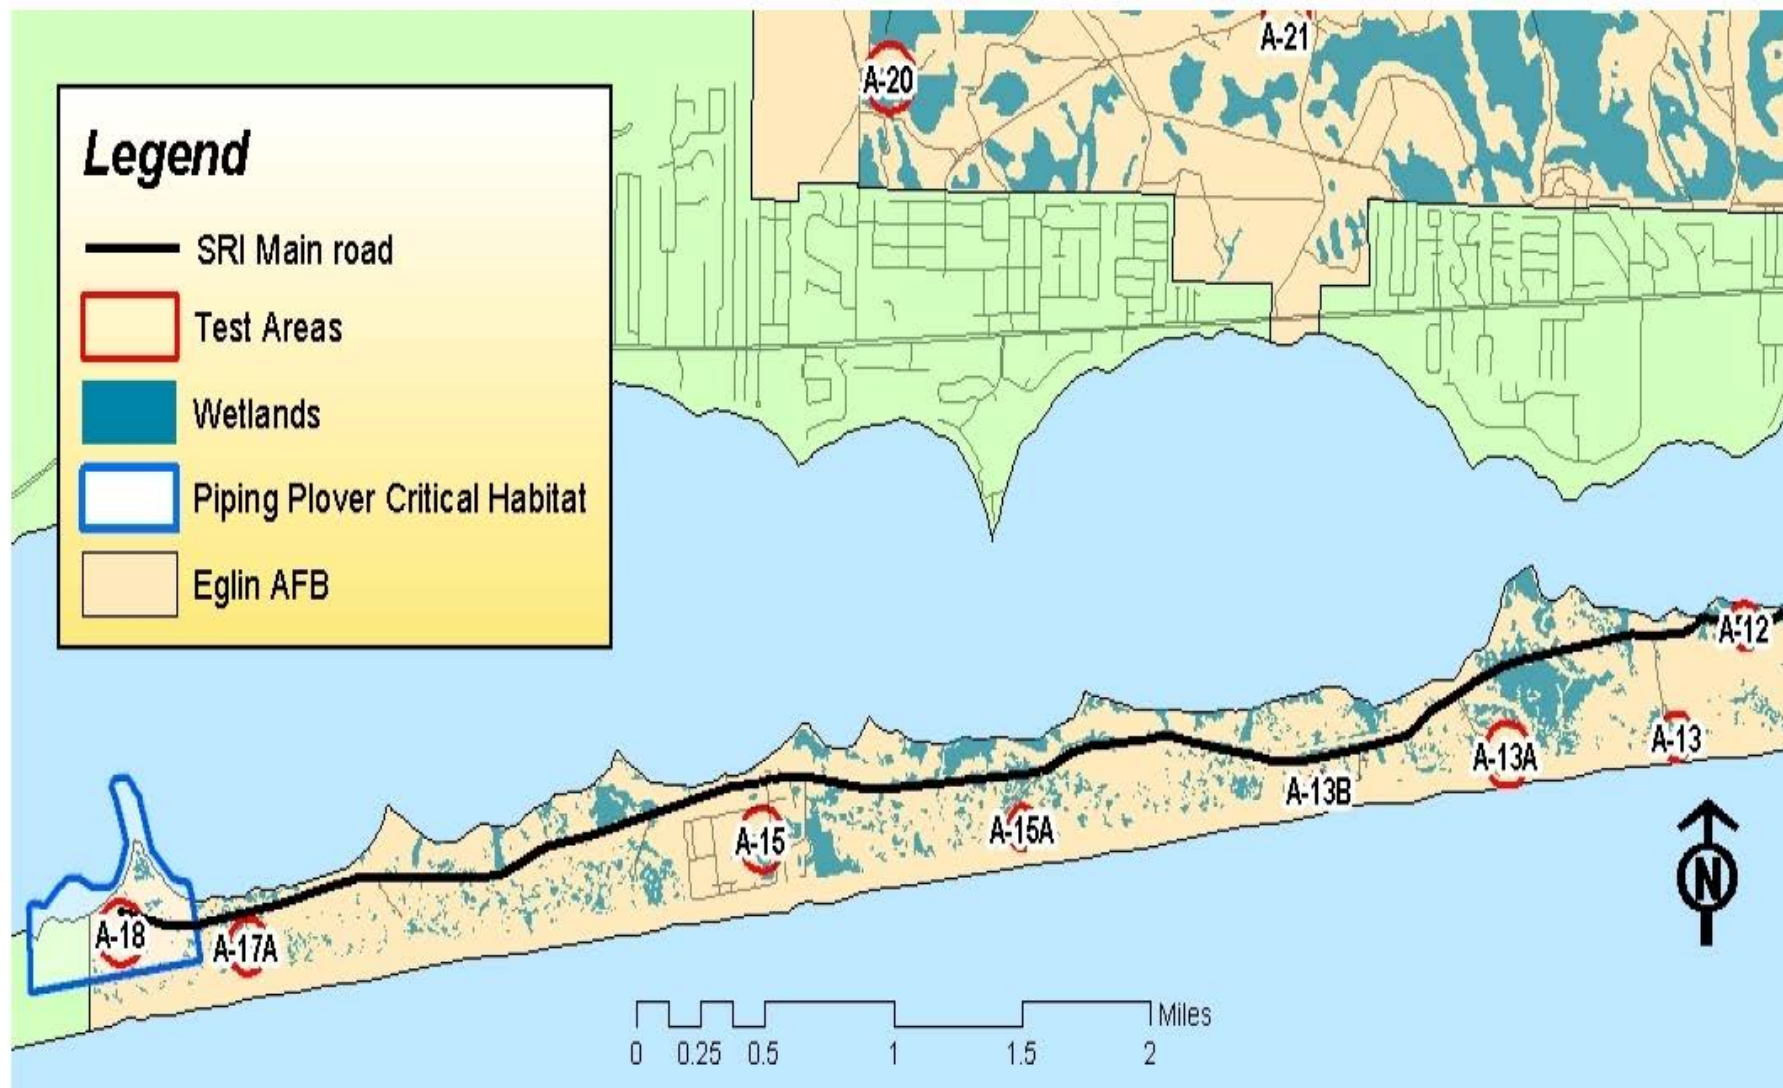 A-21
A-20
Legend
SRI Main road
Test Areas
Wetlands
Piping Plover Critical Habitat
Eglin AFB
A-12
A-13
A-13A
A-13B
A-15A
A-15
A-18
A-17A
N
Miles
0 0.25 0.5 1 1.5 2